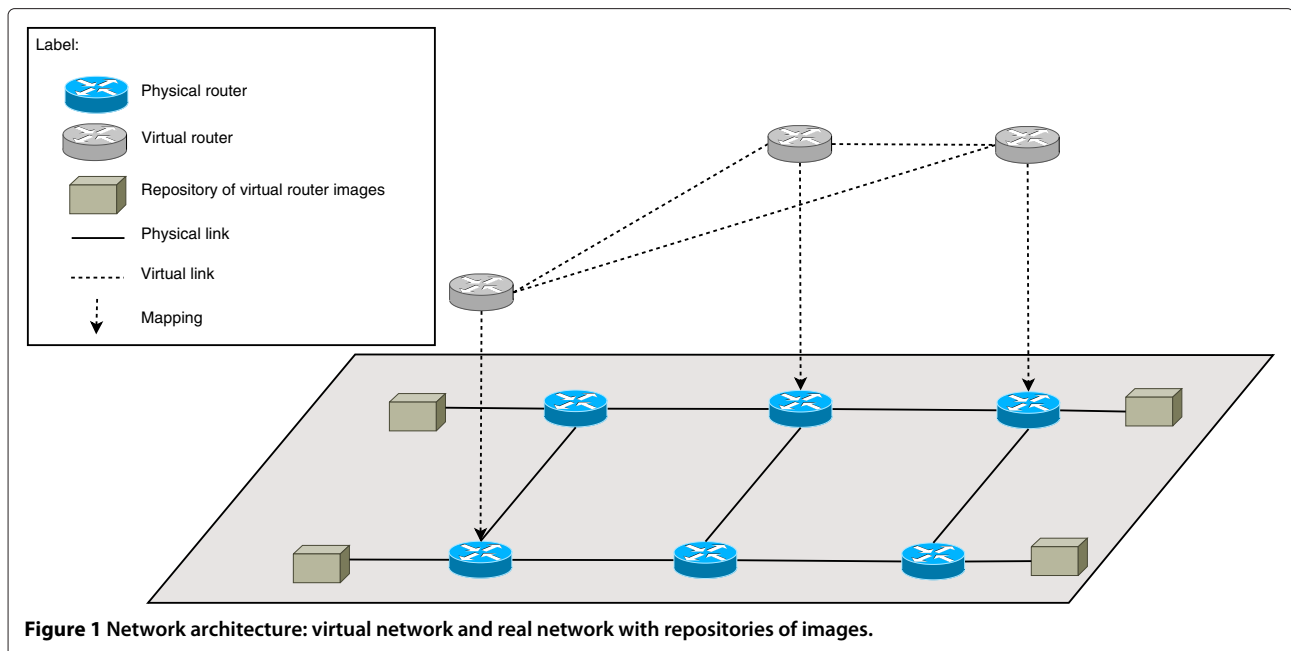 Label:
Physical router
Virtual router
Repository of virtual router images
Physical link
Virtual link
Mapping
Figure 1 Network architecture: virtual network and real network with repositories of images.